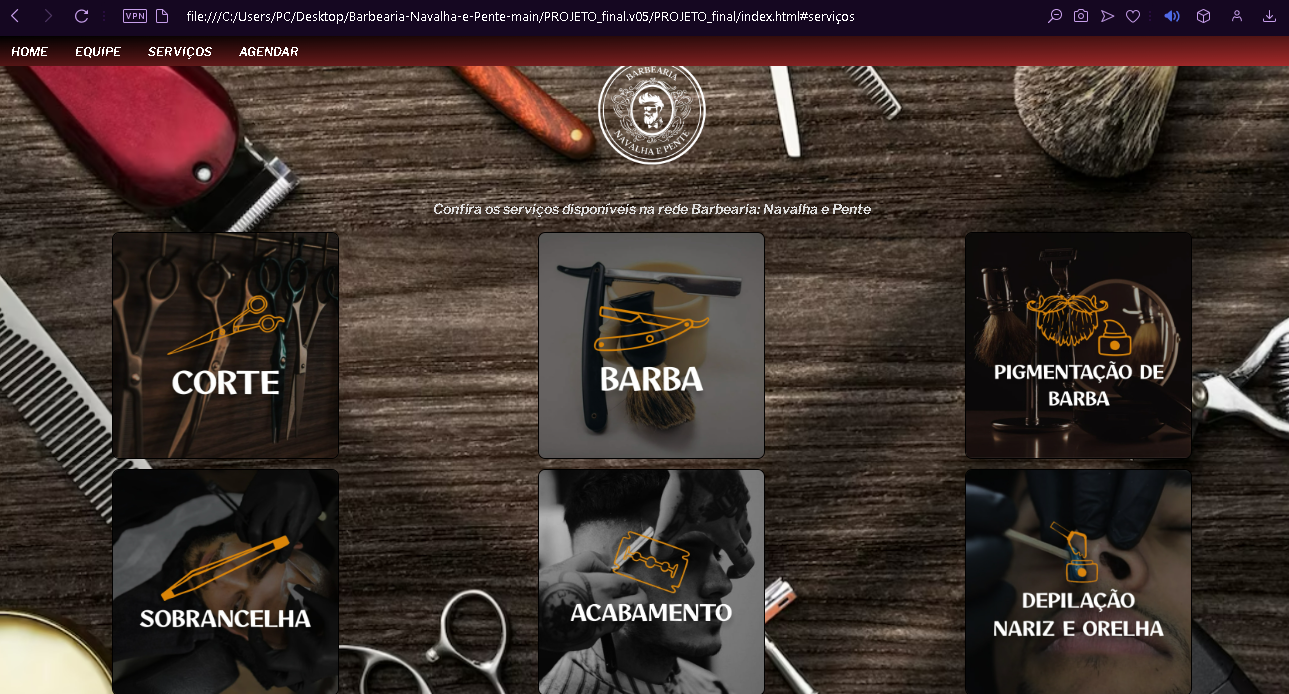 VPN
file:///C:/Users/PC/Desktop/Barbearia-Navalha-e-Pente-main/PROJETO_final.v05/PROJETO_final/index.html#serviços
HOME EQUIPE SERVIÇOS AGENDAR
BARBEARIA
NAVALHA E PENTE
Confira os serviços disponíveis na rede Barbearia: Navalha e Pente
CORTE
BARBA
PIGMENTAÇÃO DE
BARBA
SOBRANCELHA
ACABAMENTO
DEPILAÇÃO
NARIZ E ORELHA